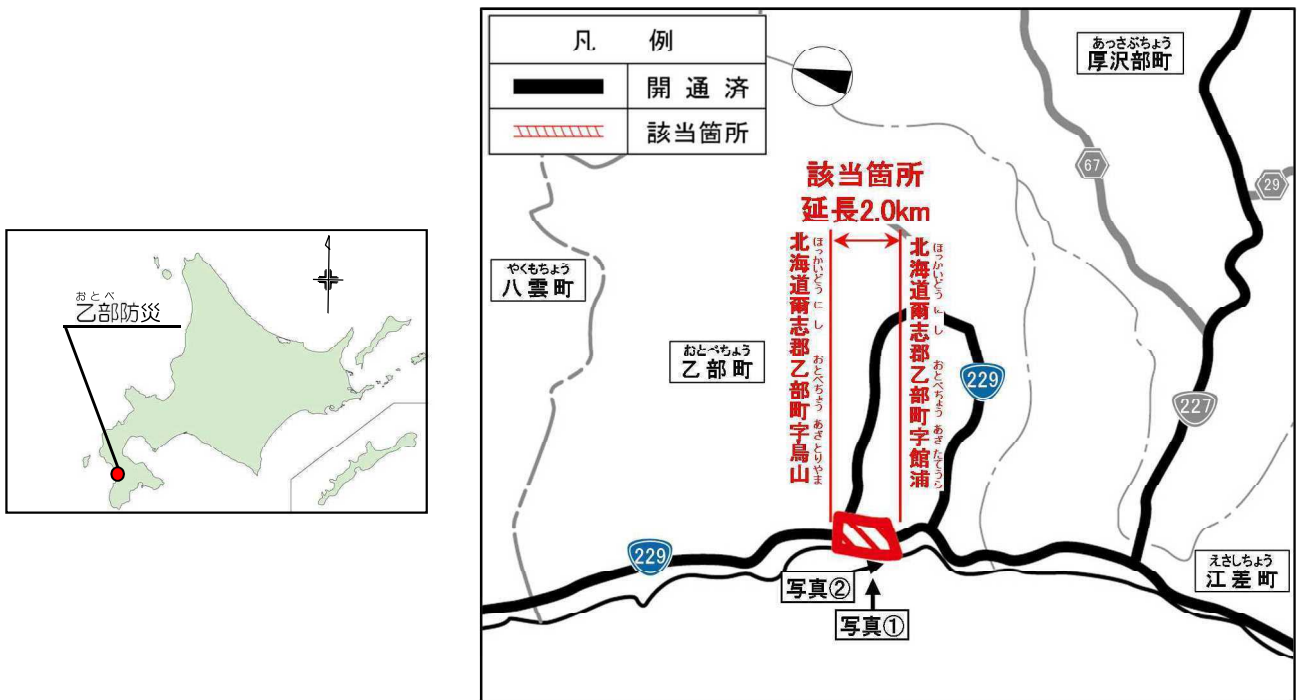 おとべ
乙部防災
凡　例
開通済
該当箇所
あっさぶちょう
厚沢部町
67
29
該当箇所
延長2.0km
やくもちょう
八雲町
ほっかいどう に し おとべちょう あざ とりやま
北海道爾志郡乙部町字鳥山
ほっかいどう に し おとべちょう あざ たてうら
北海道爾志郡乙部町字館浦
おとべちょう
乙部町
229
227
229
えさしちょう
江差町
写真②
写真①